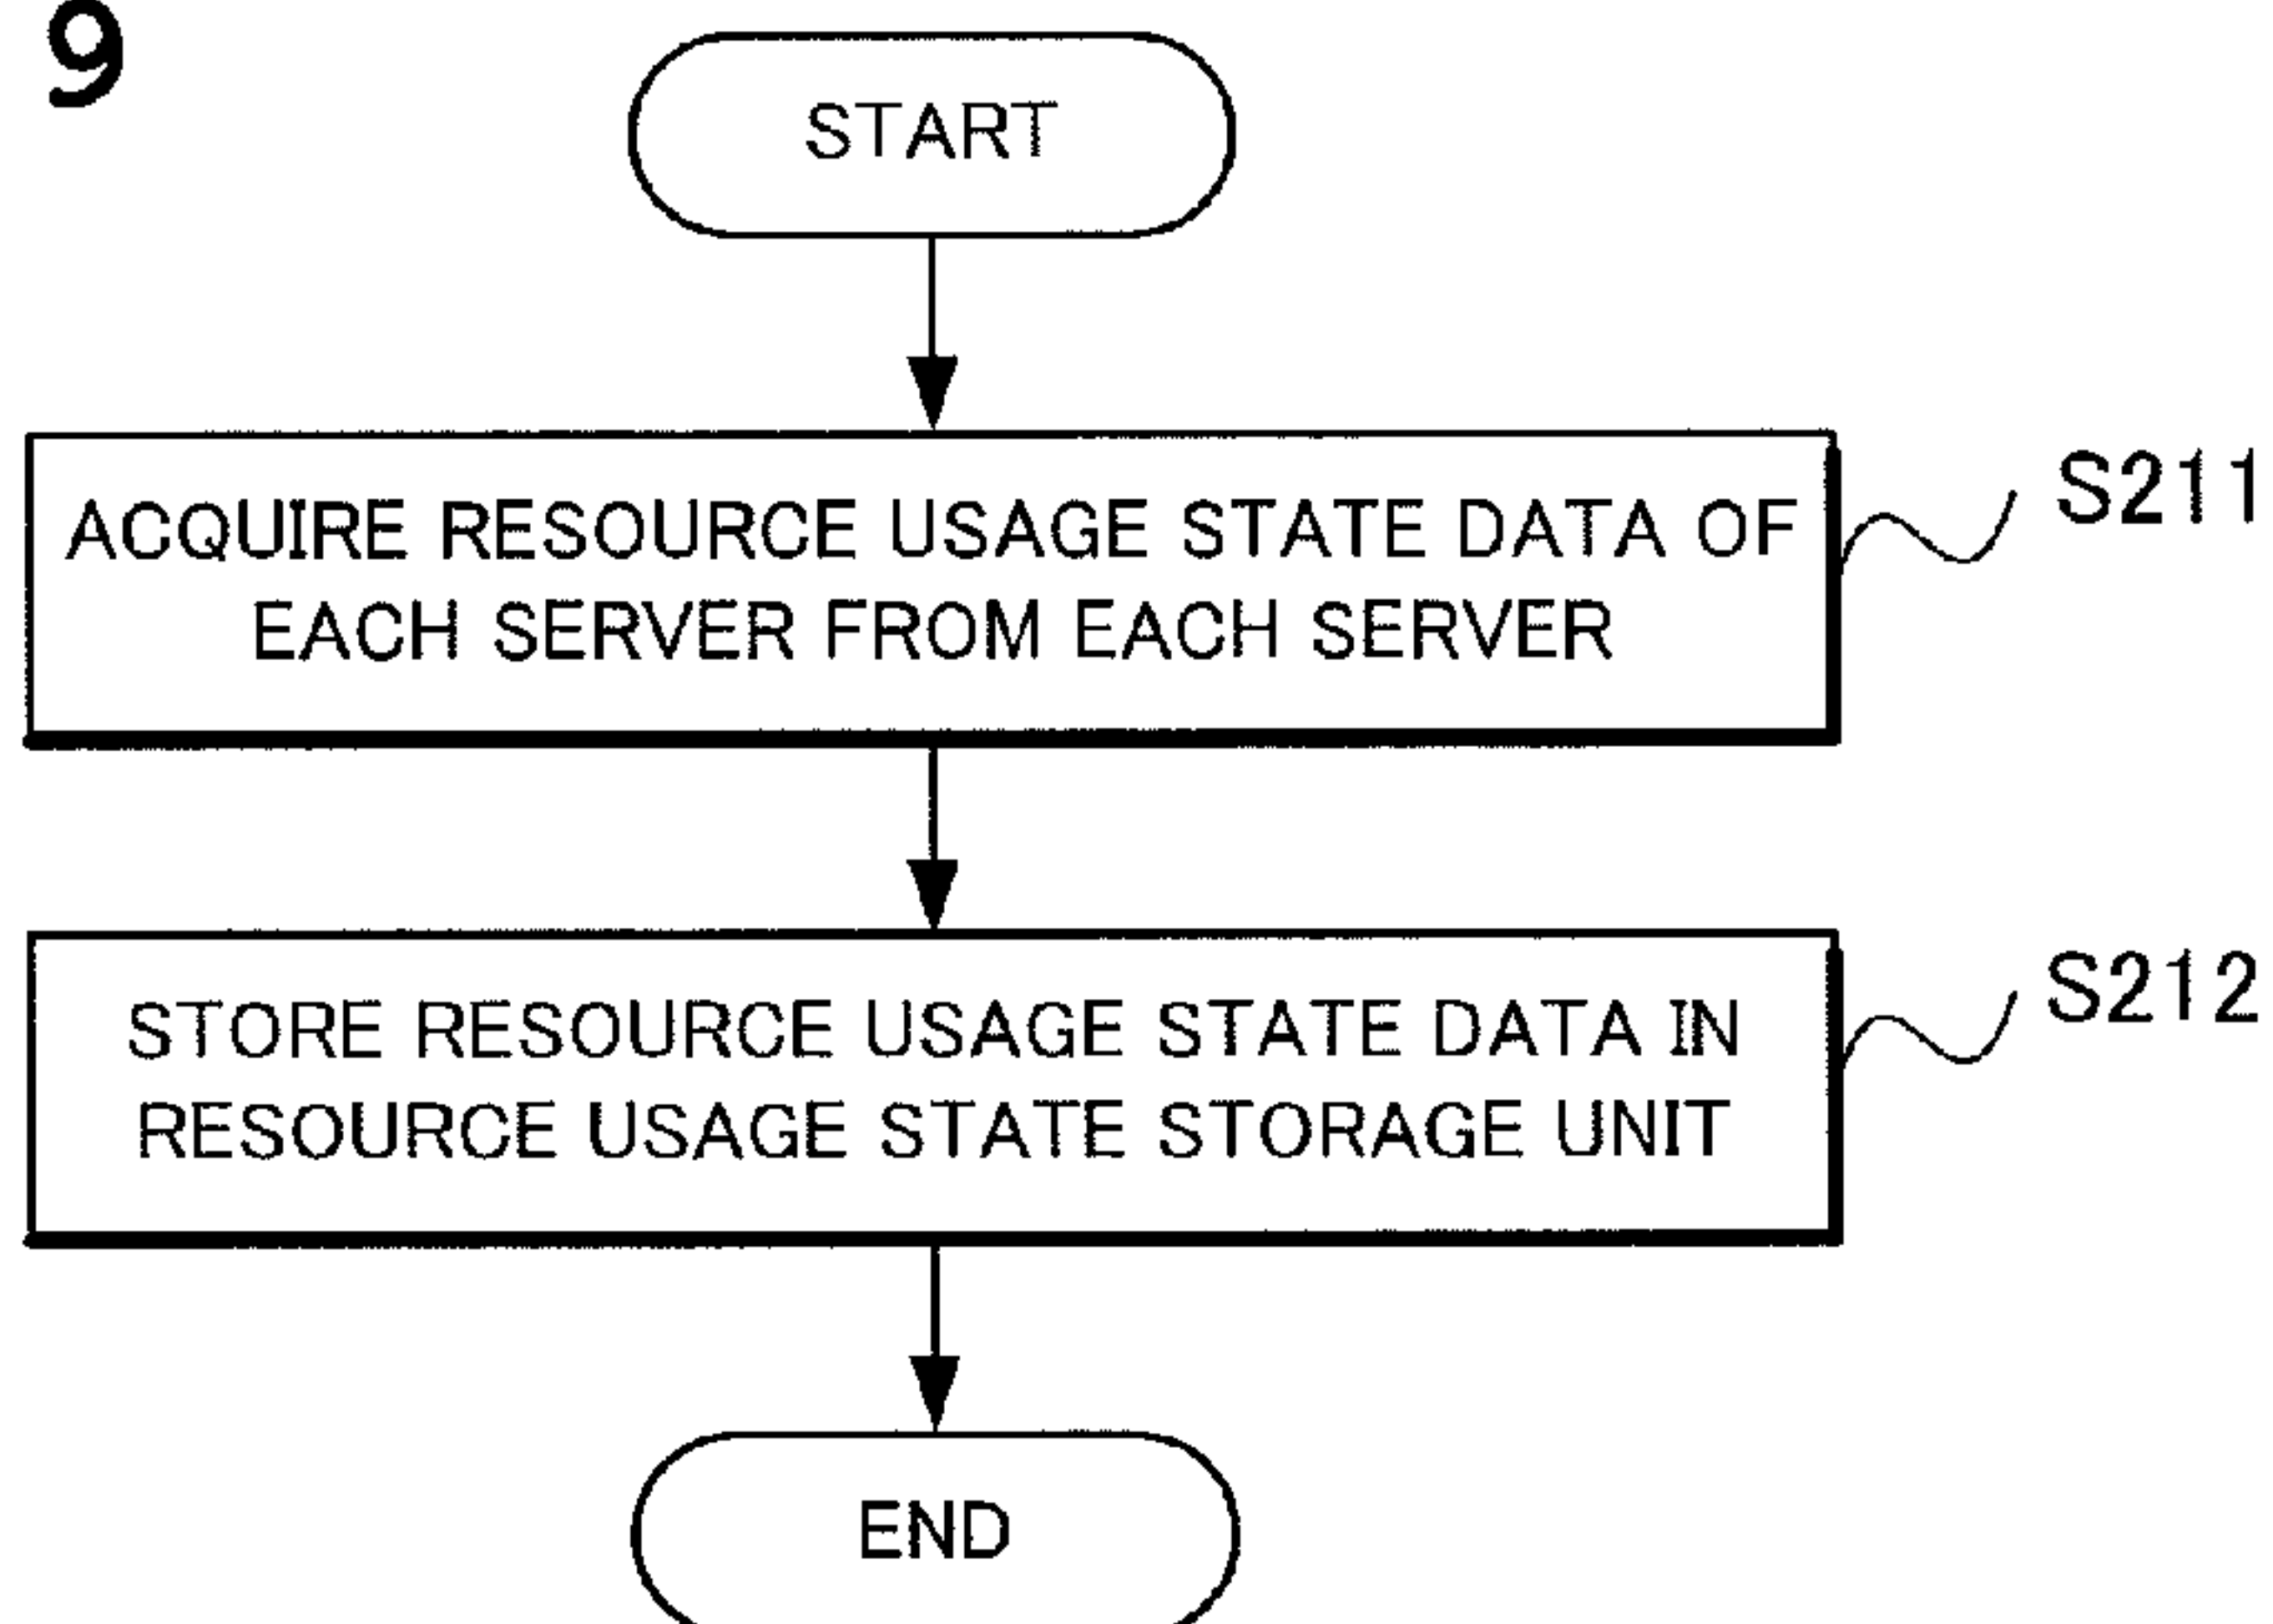 9
START
ACQUIRE RESOURCE USAGE STATE DATA OF
EACH SERVER FROM EACH SERVER
S211
STORE RESOURCE USAGE STATE DATA IN
RESOURCE USAGE STATE STORAGE UNIT
S212
END